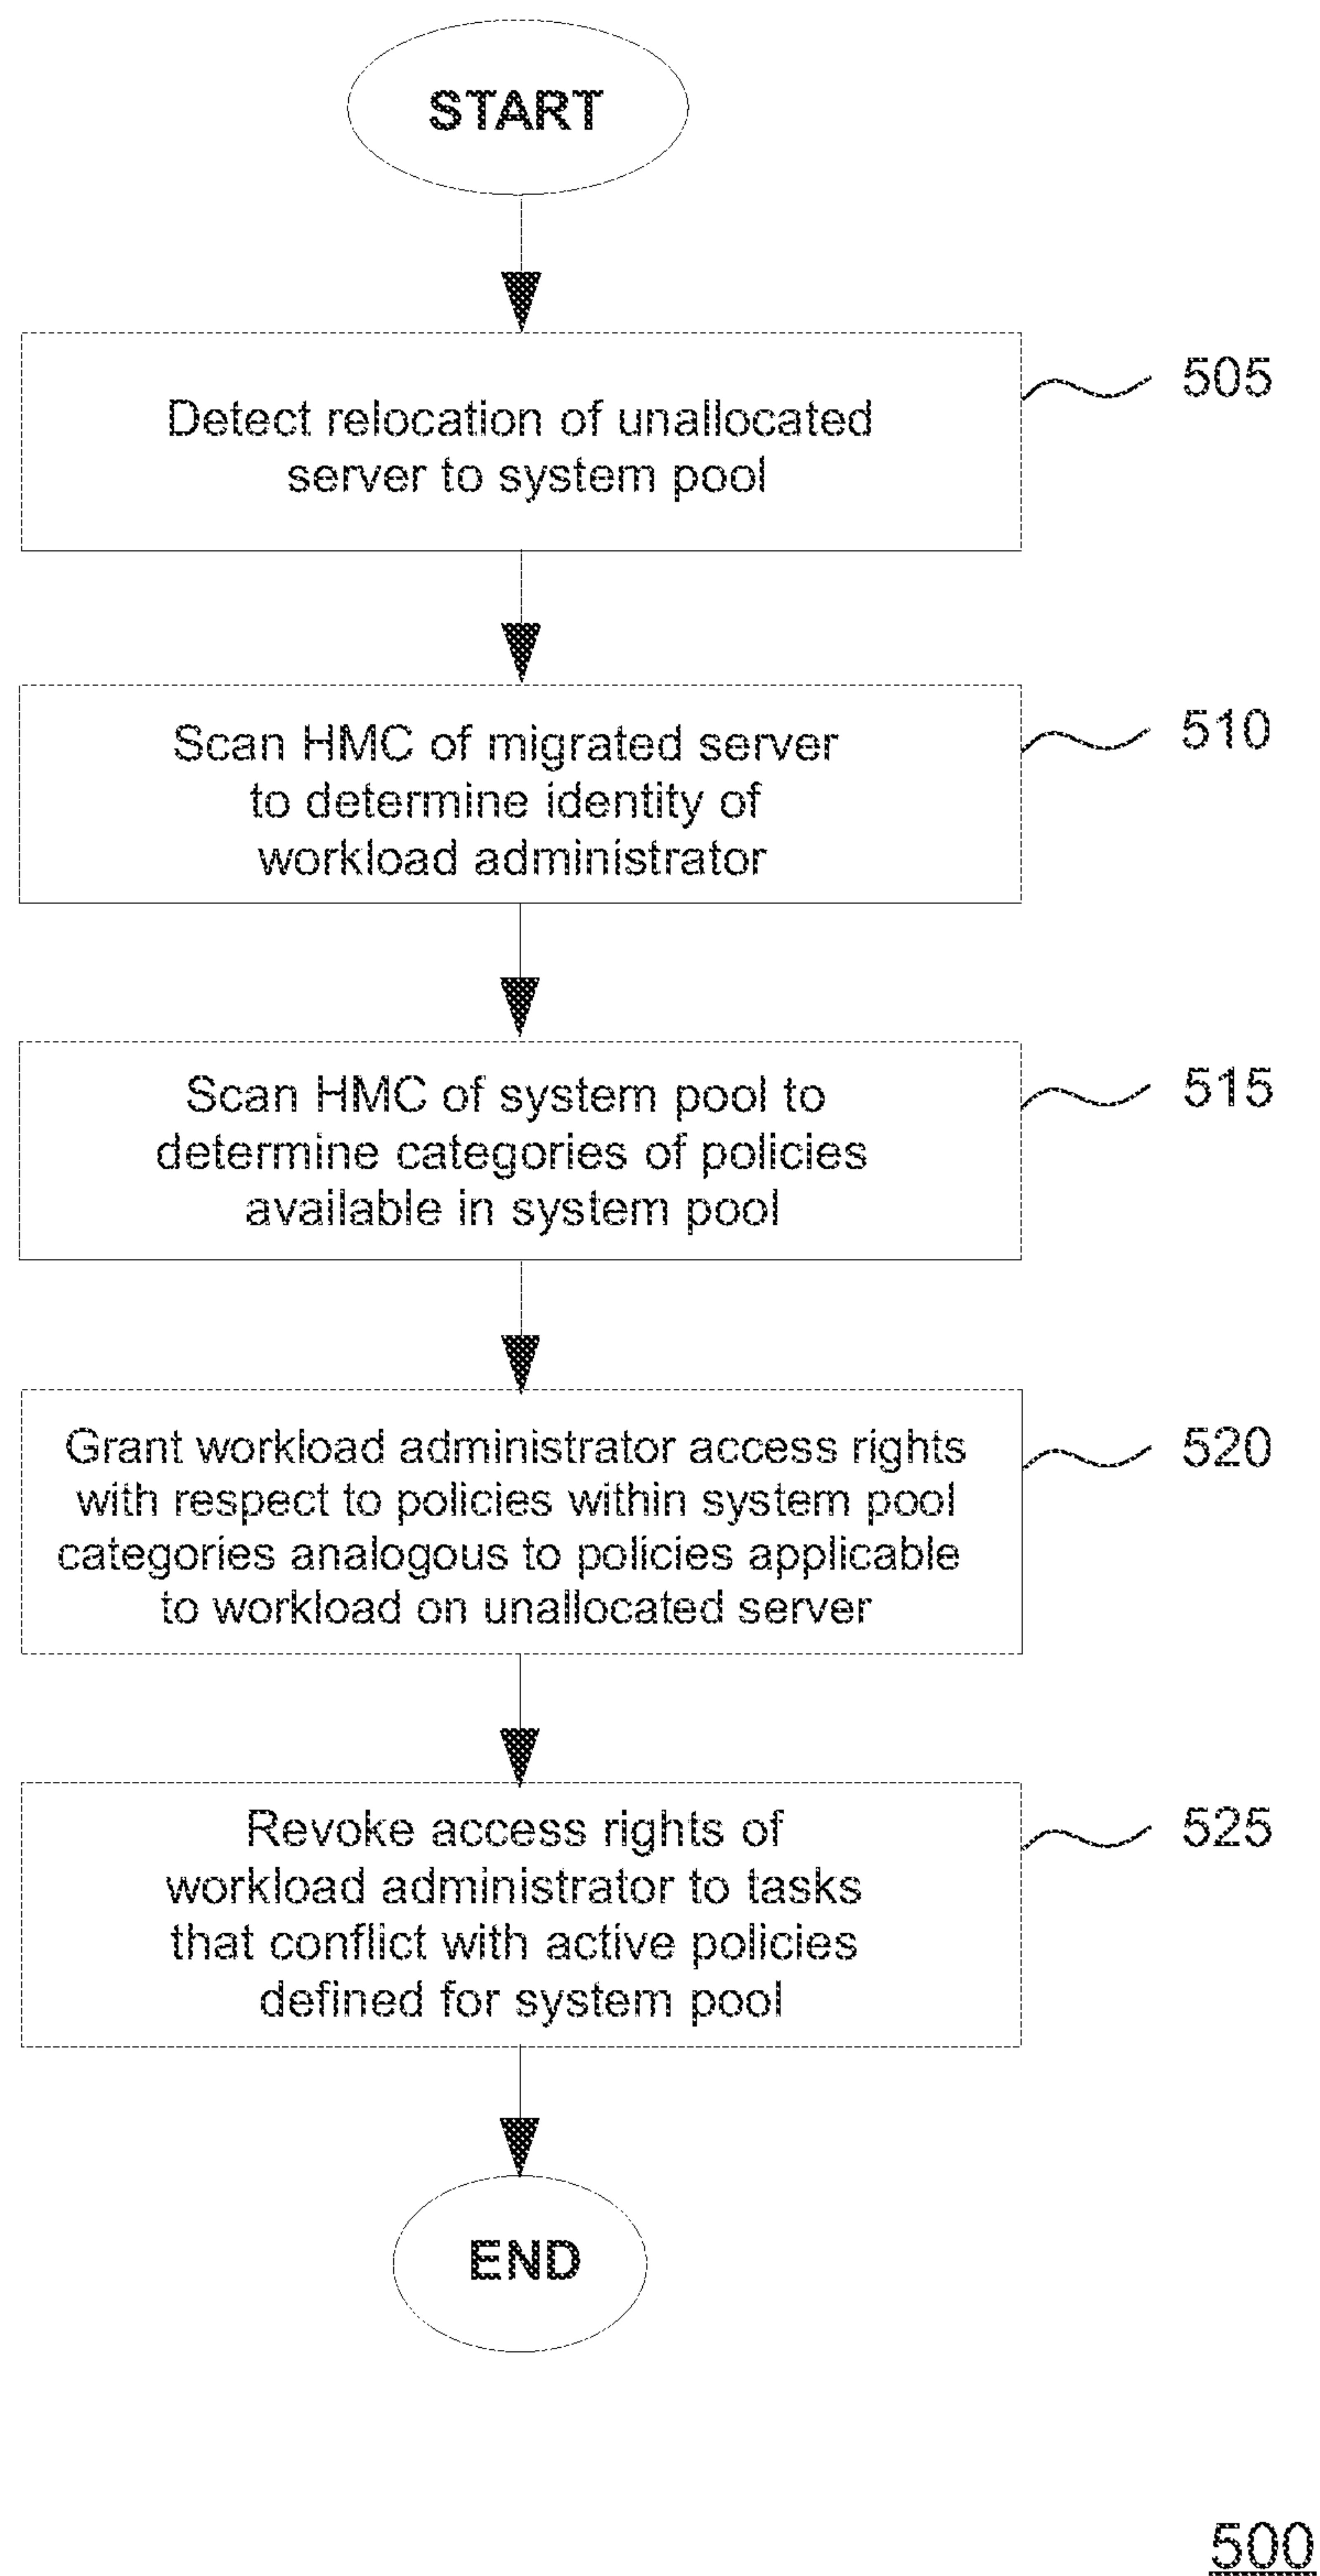 START
Detect relocation of unallocated
server to system pool
505
Scan HMC of migrated server
to determine identity of
workload administrator
510
Scan HMC of system pool to
determine categories of policies
available in system pool
515
Grant workload administrator access rights
with respect to policies within system pool
categories analogous to policies applicable
to workload on unallocated server
520
Revoke access rights of
workload administrator to tasks
that conflict with active policies
defined for system pool
525
END
500